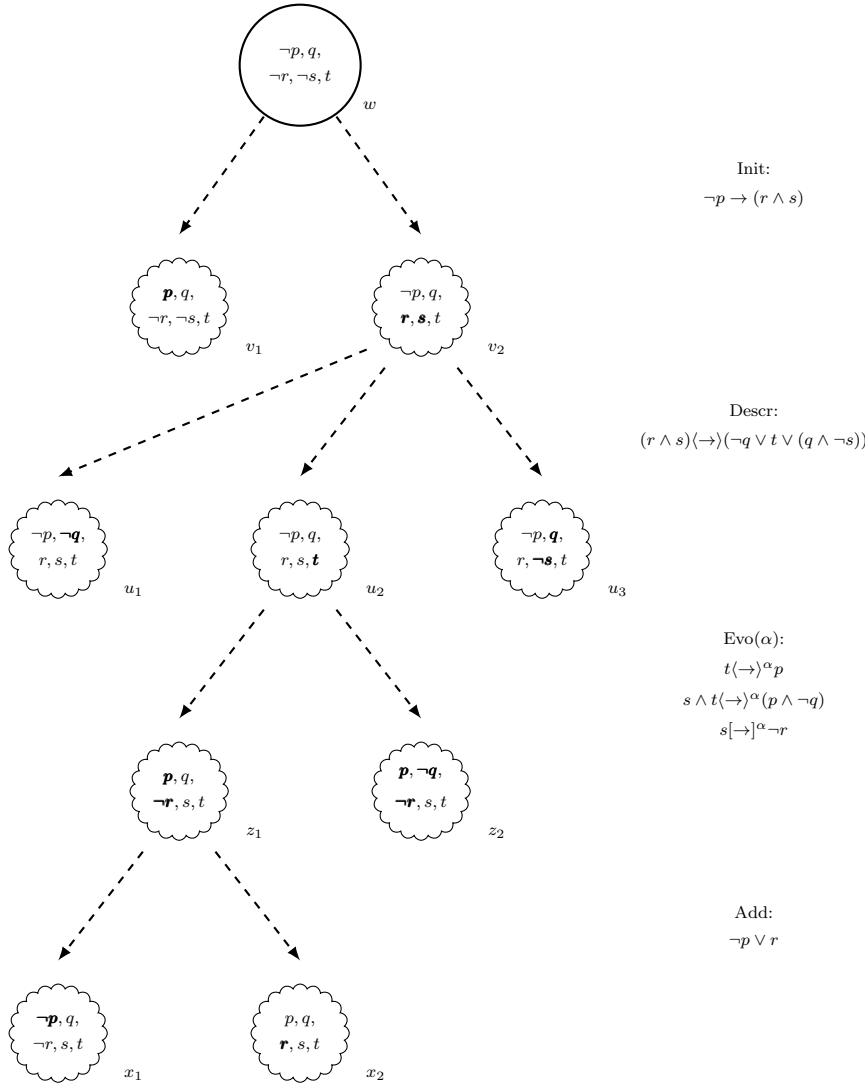 ¬p, q,
¬r, ¬s, t
w
Init:
¬p → (r ∧ s)
p, q,
¬r, ¬s, t
v₁
¬p, q,
r, s, t
v₂
Descr:
(r ∧ s)⟨→⟩(¬q ∨ t ∨ (q ∧ ¬s))
¬p, ¬q,
r, s, t
u₁
¬p, q,
r, s, t
u₂
¬p, q,
r, ¬s, t
u₃
Evo(α):
t⟨→⟩^α p
s ∧ t⟨→⟩^α (p ∧ ¬q)
s[→]^α ¬r
p, q,
¬r, s, t
z₁
p, ¬q,
¬r, s, t
z₂
Add:
¬p ∨ r
¬p, q,
¬r, s, t
x₁
p, q,
r, s, t
x₂